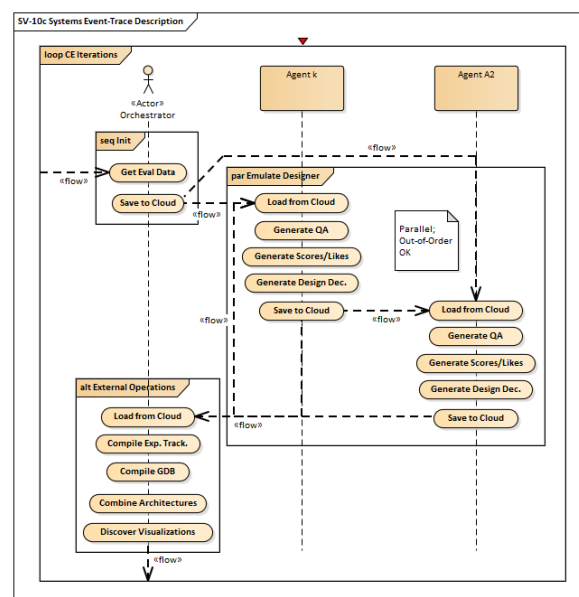 SV-10c Systems Event-Trace Description
loop CE Iterations
«Actor»
Orchestrator
Agent k
Agent A2
seq Init
«flow»
Get Eval Data
Save to Cloud
«flow»
«flow»
par Emulate Designer
Load from Cloud
Generate QA
Generate Scores/Likes
Generate Design Dec.
Save to Cloud
«flow»
Parallel;
Out-of-Order
OK
«flow»
Load from Cloud
Generate QA
Generate Scores/Likes
Generate Design Dec.
Save to Cloud
«flow»
alt External Operations
Load from Cloud
Compile Exp. Track.
Compile GDB
Combine Architectures
Discover Visualizations
«flow»